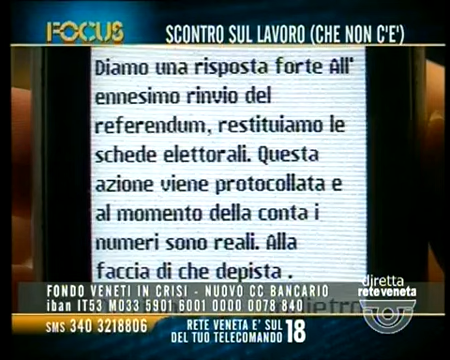 FOCUS
SCONTRO SUL LAVORO (CHE NON C'E')
Diamo una risposta forte All'
ennesimo rinvio del
referendum, restituiamo le
schede elettorali. Questa
azione viene protocollata e
al momento della conta i
numeri sono reali. Alla
faccia di che depista .
FONDO VENETI IN CRISI - NUOVO CC BANCARIO
iban IT53 M033 5901 6001 0000 0078 840
diretta
reteveneta
SMS 340 3218806
RETE VENETA E' SUL
DEL TUO TELECOMANDO 18